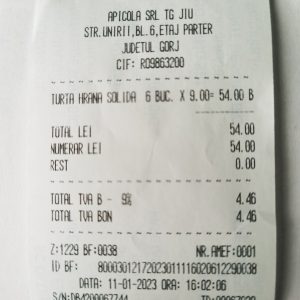 APICOLA SRL TG JIU
STR.UNIRII,BL.6,ETAJ PARTER
JUDETUL GORJ
CIF: RO9863200
TURTA HRANA SOLIDA 6 BUC. X 9.00= 54.00 B
TOTAL LEI 54.00
NUMERAR LEI 54.00
REST 0.00
TOTAL TVA B - 9% 4.46
TOTAL TVA BON 4.46
Z:1229 BF:0038 NR.AMEF:0001
ID BF: 80003012172023011116020612290038
DATA: 11-01-2023 ORA: 16:02:06
S/N:DB4200067744